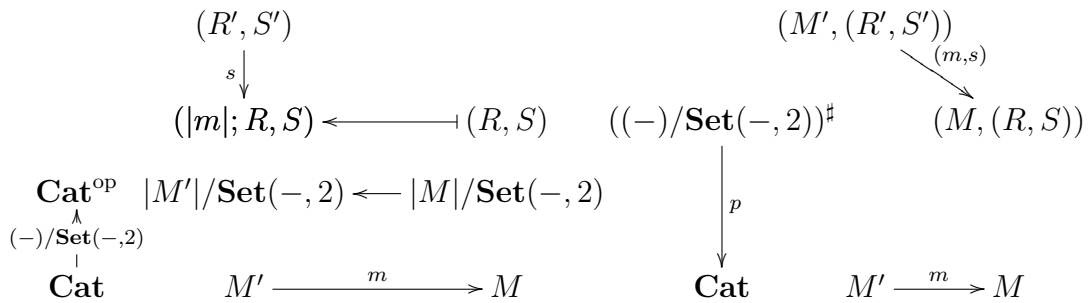 (R′, S′) (M′, (R′, S′))
s (m,s)
(|m|; R, S) (R, S) ((−)/Set(−, 2))♯ (M, (R, S))
Cat^op |M′|/Set(−, 2) |M|/Set(−, 2)
(−)/Set(−,2) p
Cat M′ m M Cat M′ m M